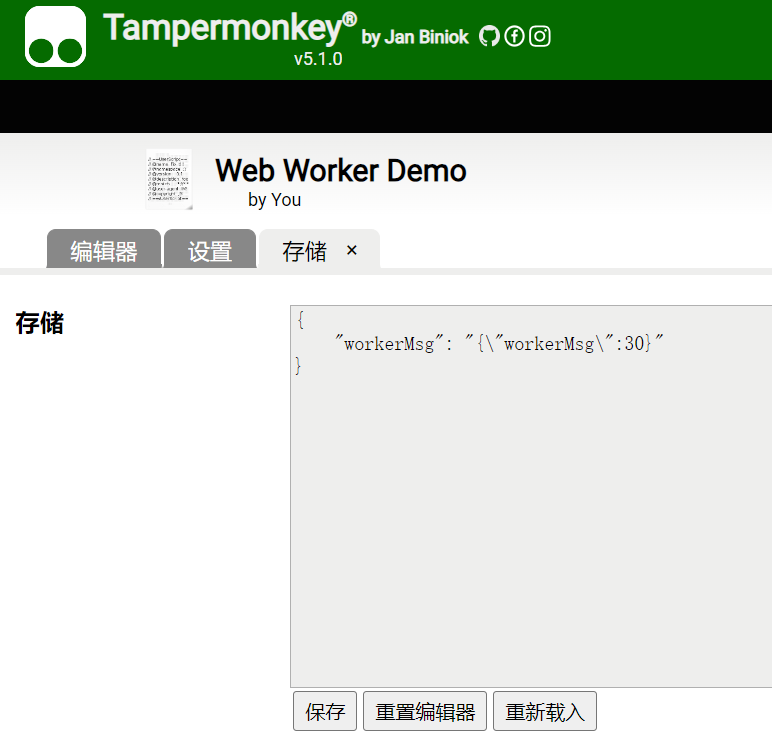 Tampermonkey® by Jan Biniok
v5.1.0
Web Worker Demo
by You
编辑器 设置 存储 ×
存储
{
"workerMsg": "{\"workerMsg\":30}"
}
保存 重置编辑器 重新载入